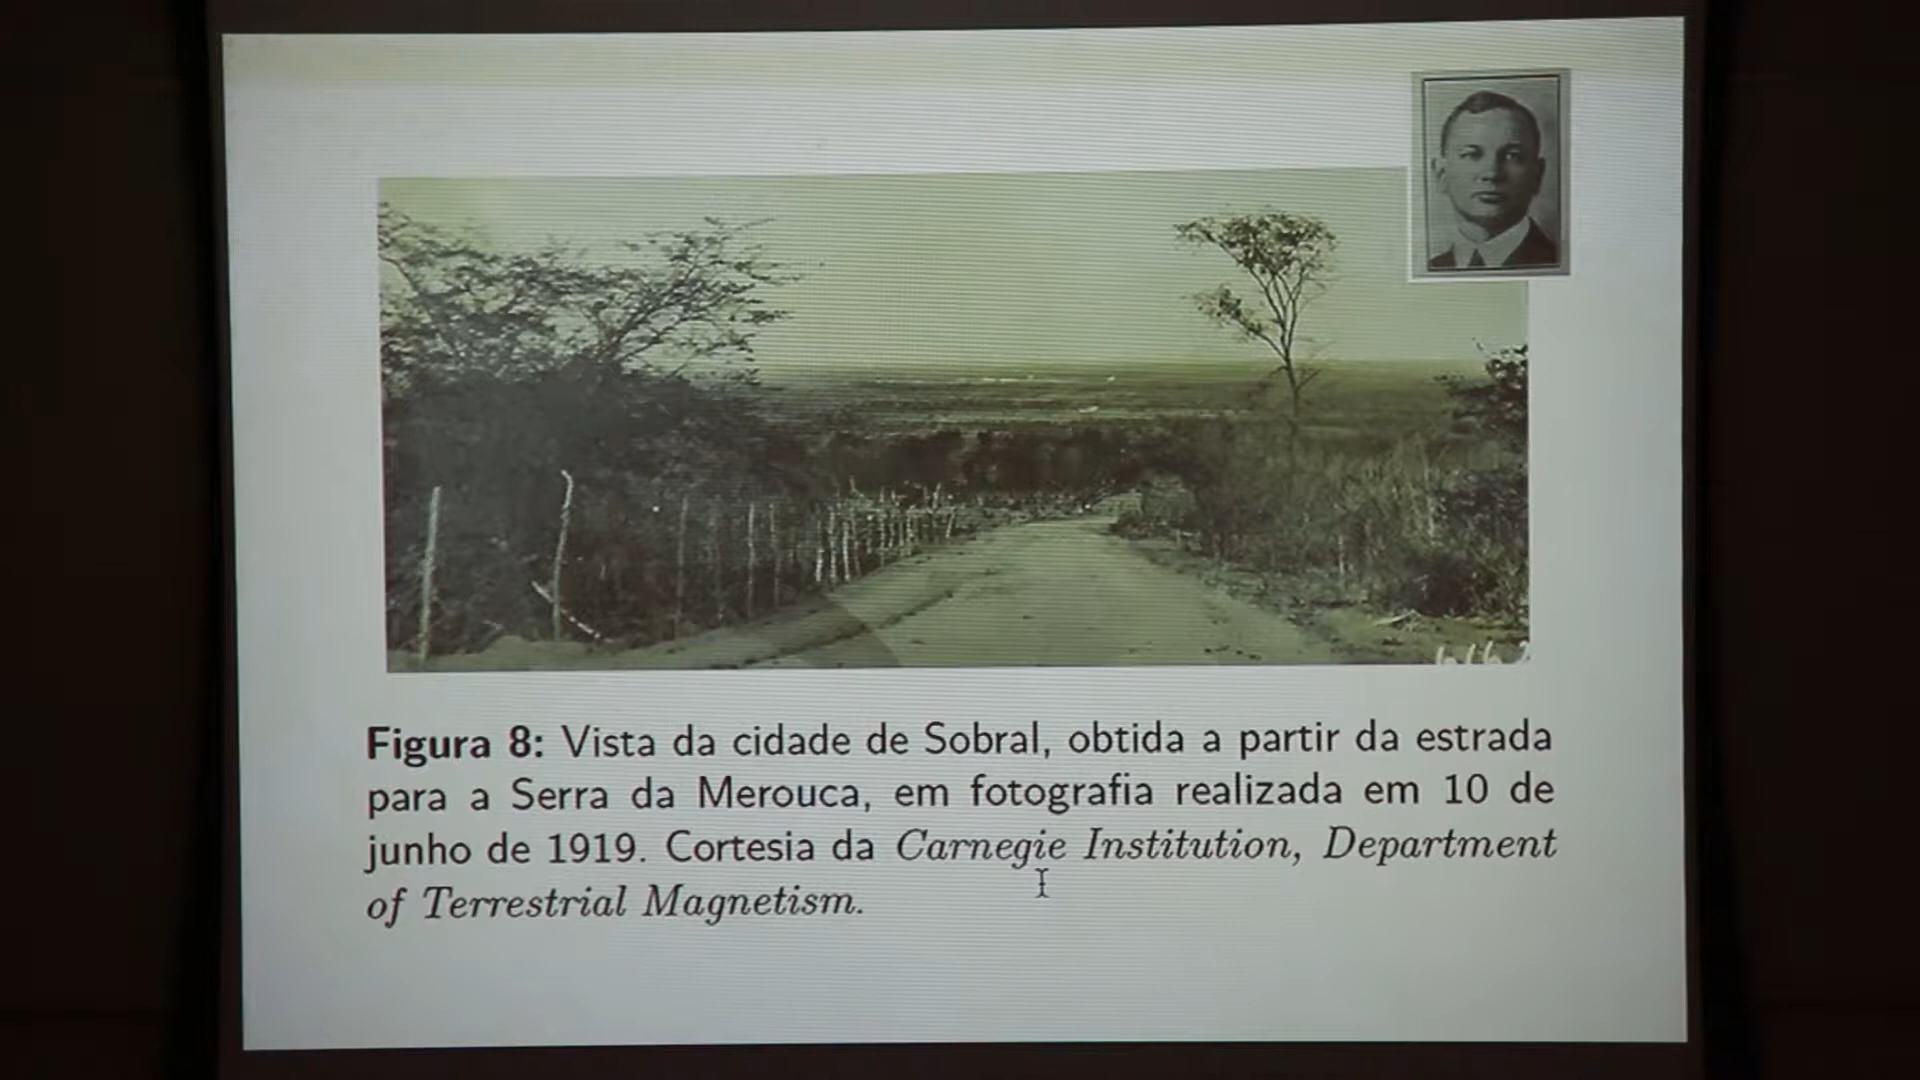 Figura 8: Vista da cidade de Sobral, obtida a partir da estrada
para a Serra da Merouca, em fotografia realizada em 10 de
junho de 1919. Cortesia da Carnegie Institution, Department
of Terrestrial Magnetism.